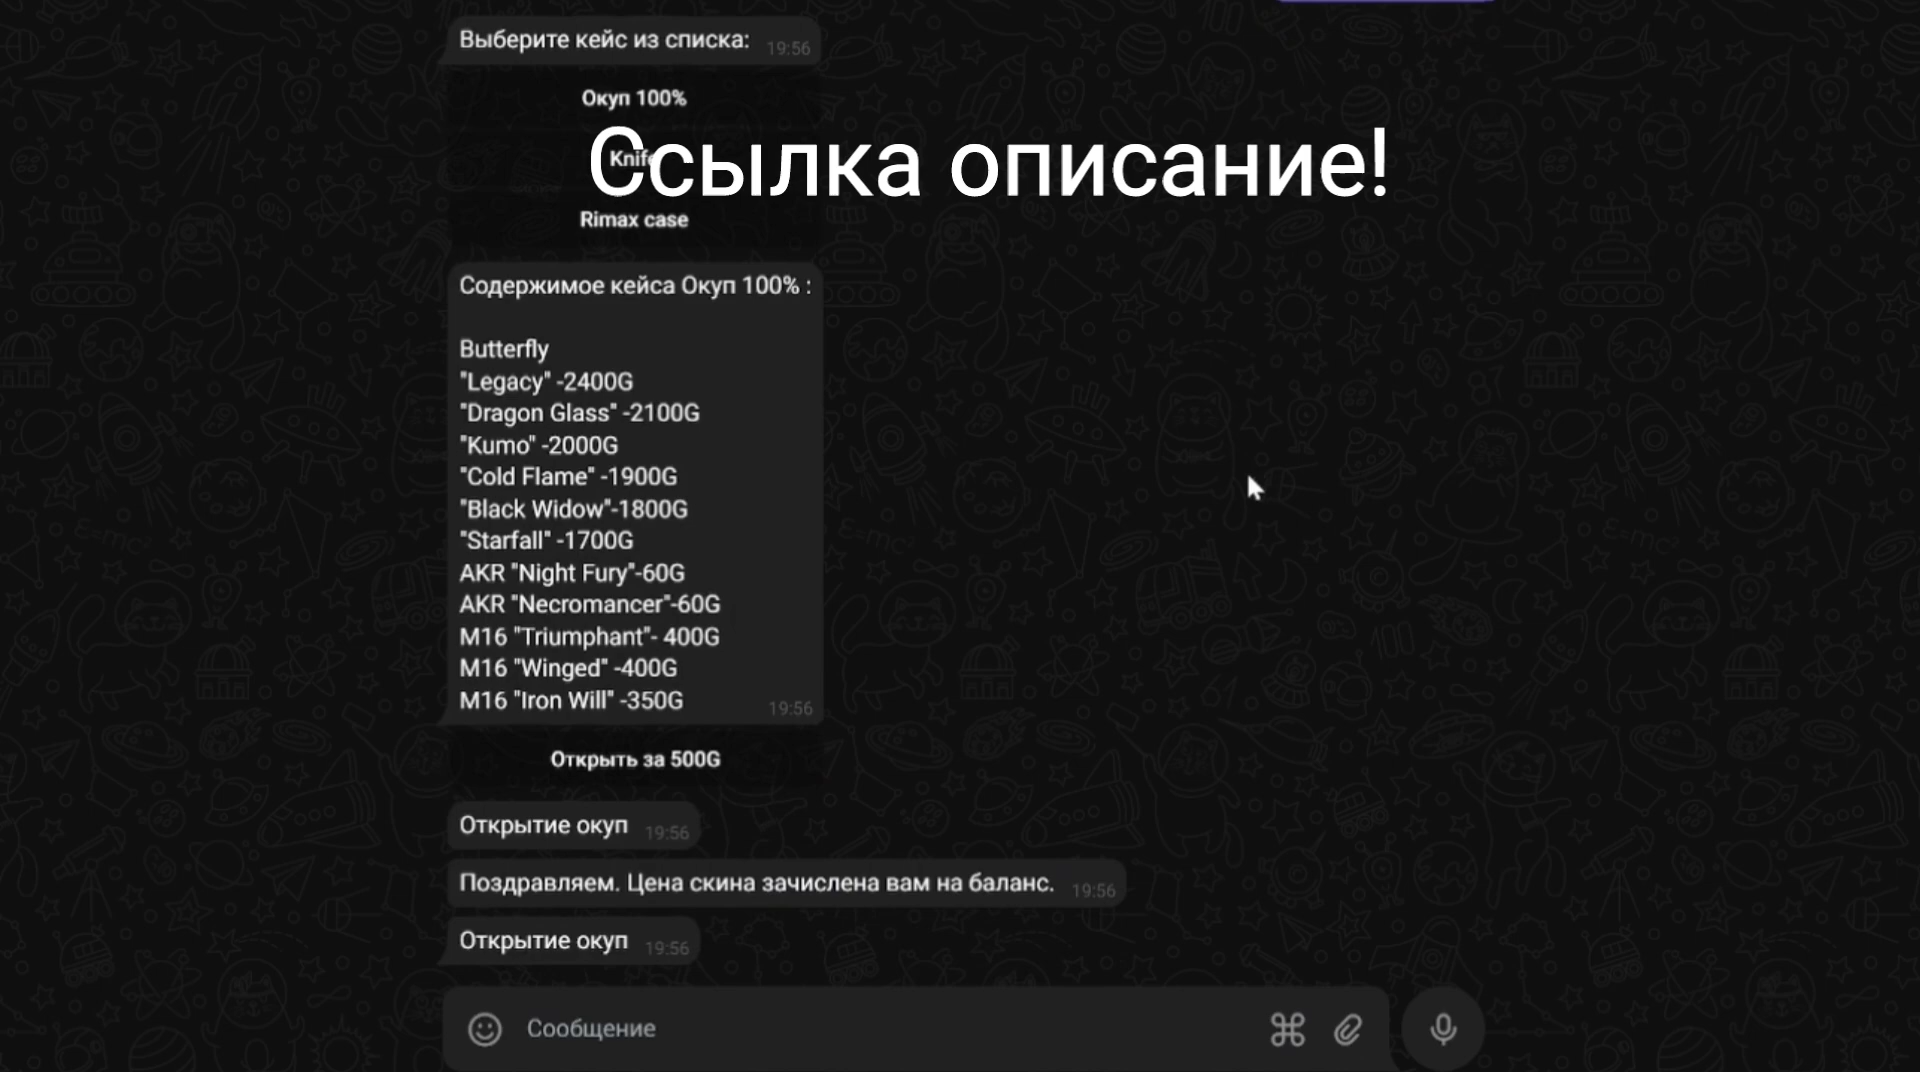 Выберите кейс из списка: 19:56
Окуп 100%
Ссылка описание!
Rimax case
Содержимое кейса Окуп 100% :
Butterfly
"Legacy" -2400G
"Dragon Glass" -2100G
"Kumo" -2000G
"Cold Flame" -1900G
"Black Widow"-1800G
"Starfall" -1700G
AKR "Night Fury"-60G
AKR "Necromancer"-60G
M16 "Triumphant"- 400G
M16 "Winged" -400G
M16 "Iron Will" -350G
19:56
Открыть за 500G
Открытие окуп 19:56
Поздравляем. Цена скина зачислена вам на баланс. 19:56
Открытие окуп 19:56
Сообщение